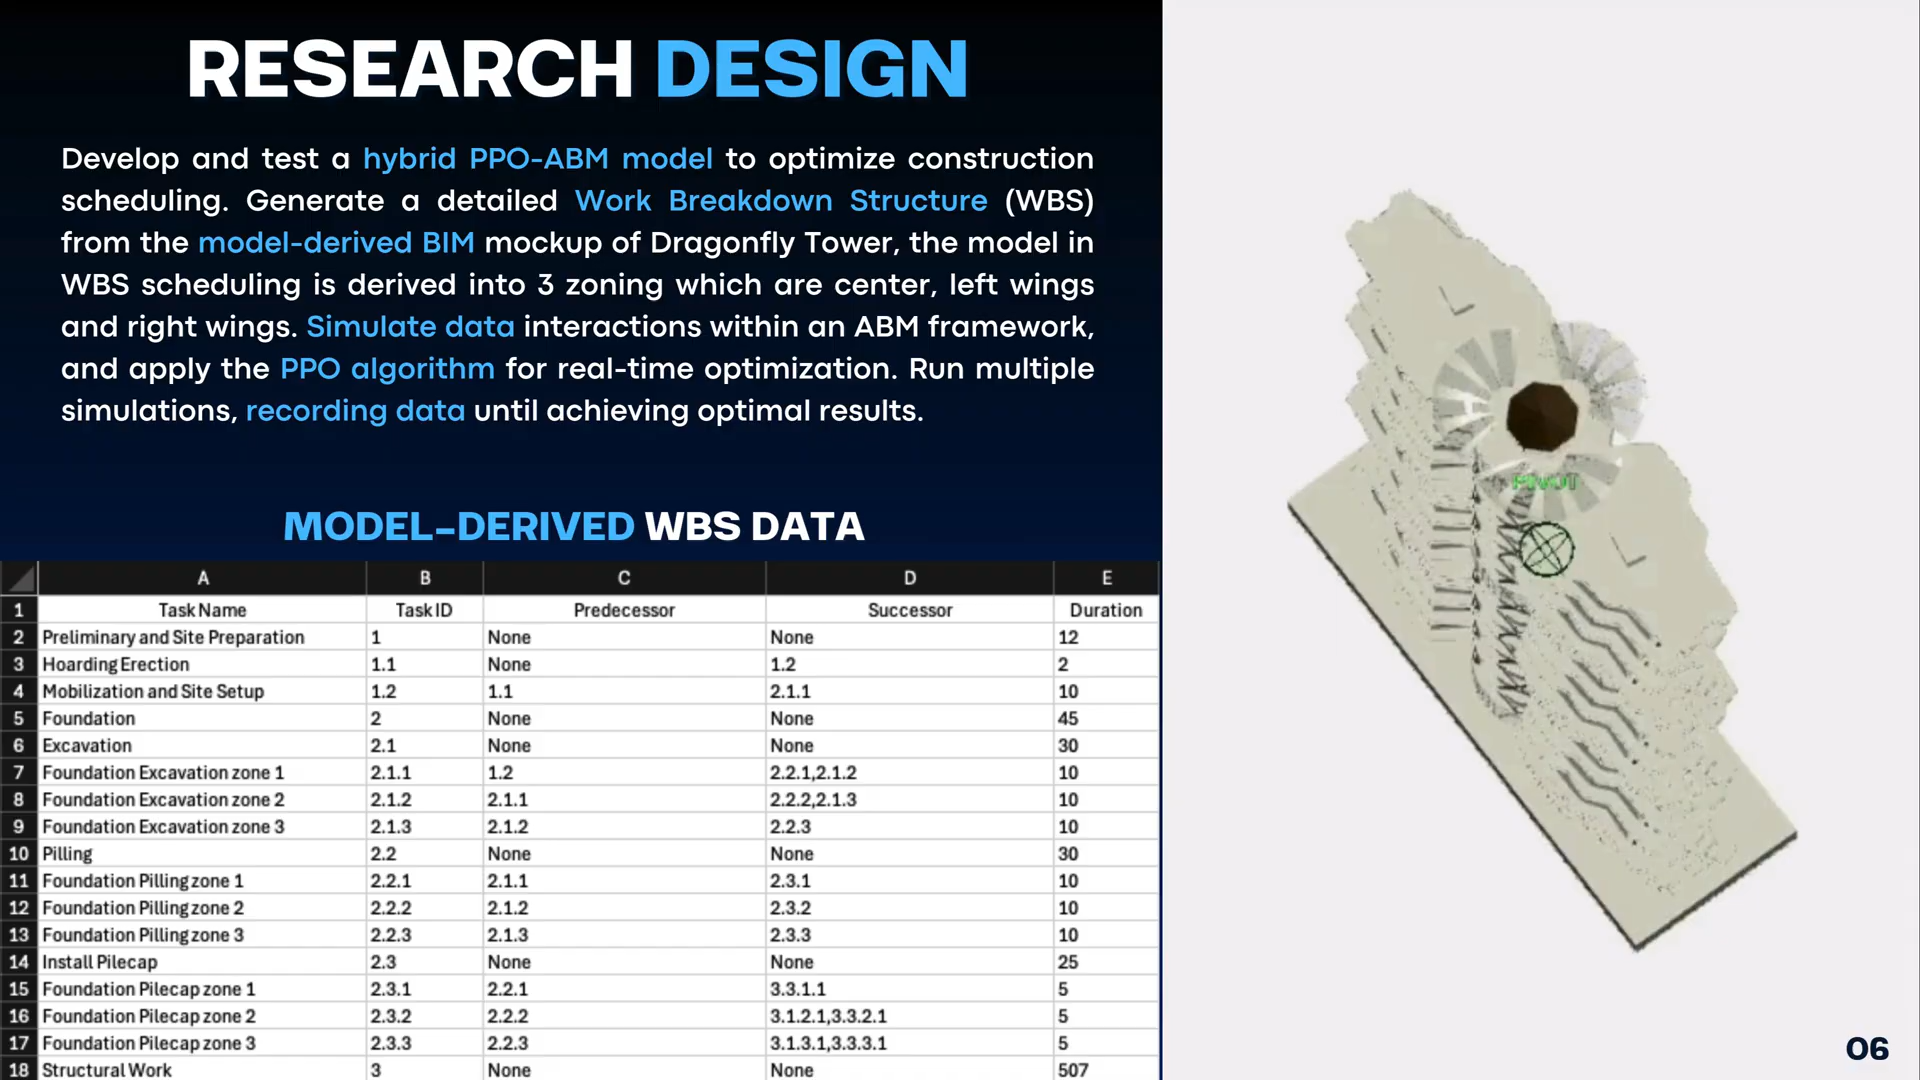 RESEARCH DESIGN
Develop and test a hybrid PPO-ABM model to optimize construction
scheduling. Generate a detailed Work Breakdown Structure (WBS)
from the model-derived BIM mockup of Dragonfly Tower, the model in
WBS scheduling is derived into 3 zoning which are center, left wings
and right wings. Simulate data interactions within an ABM framework,
and apply the PPO algorithm for real-time optimization. Run multiple
simulations, recording data until achieving optimal results.
MODEL-DERIVED WBS DATA
A B C D E
1 Task Name Task ID Predecessor Successor Duration
2 Preliminary and Site Preparation 1 None None 12
3 Hoarding Erection 1.1 None 1.2 2
4 Mobilization and Site Setup 1.2 1.1 2.1.1 10
5 Foundation 2 None None 45
6 Excavation 2.1 None None 30
7 Foundation Excavation zone 1 2.1.1 1.2 2.2.1,2.1.2 10
8 Foundation Excavation zone 2 2.1.2 2.1.1 2.2.2,2.1.3 10
9 Foundation Excavation zone 3 2.1.3 2.1.2 2.2.3 10
10 Pilling 2.2 None None 30
11 Foundation Pilling zone 1 2.2.1 2.1.1 2.3.1 10
12 Foundation Pilling zone 2 2.2.2 2.1.2 2.3.2 10
13 Foundation Pilling zone 3 2.2.3 2.1.3 2.3.3 10
14 Install Pilecap 2.3 None None 25
15 Foundation Pilecap zone 1 2.3.1 2.2.1 3.3.1.1 5
16 Foundation Pilecap zone 2 2.3.2 2.2.2 3.1.2.1,3.3.2.1 5
17 Foundation Pilecap zone 3 2.3.3 2.2.3 3.1.3.1,3.3.3.1 5
18 Structural Work 3 None None 507
PIVOT
06